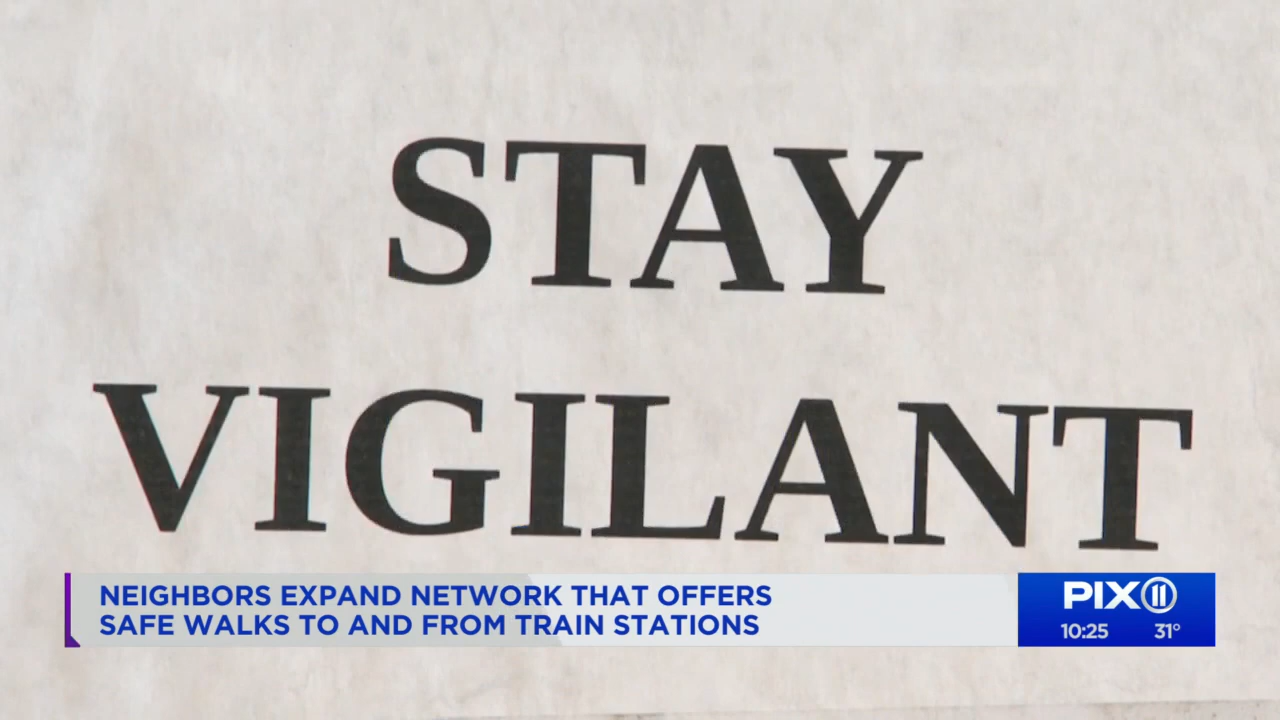 STAY
VIGILANT
NEIGHBORS EXPAND NETWORK THAT OFFERS
SAFE WALKS TO AND FROM TRAIN STATIONS
PIX11
10:25 31°